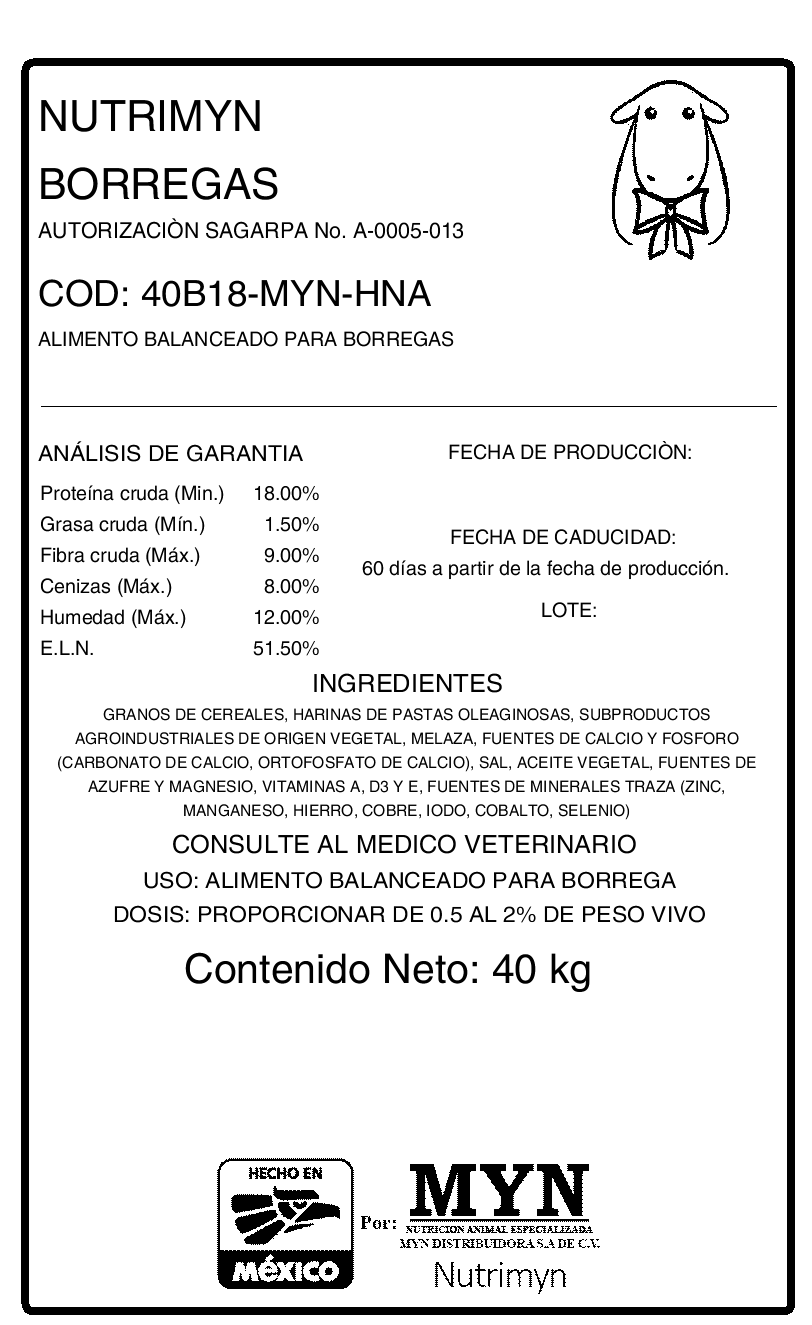 NUTRIMYN
BORREGAS
AUTORIZACIÒN SAGARPA No. A-0005-013
COD: 40B18-MYN-HNA
ALIMENTO BALANCEADO PARA BORREGAS
ANÁLISIS DE GARANTIA
Proteína cruda (Min.) 18.00%
Grasa cruda (Mín.) 1.50%
Fibra cruda (Máx.) 9.00%
Cenizas (Máx.) 8.00%
Humedad (Máx.) 12.00%
E.L.N. 51.50%
FECHA DE PRODUCCIÒN:
FECHA DE CADUCIDAD:
60 días a partir de la fecha de producción.
LOTE:
INGREDIENTES
GRANOS DE CEREALES, HARINAS DE PASTAS OLEAGINOSAS, SUBPRODUCTOS
AGROINDUSTRIALES DE ORIGEN VEGETAL, MELAZA, FUENTES DE CALCIO Y FOSFORO
(CARBONATO DE CALCIO, ORTOFOSFATO DE CALCIO), SAL, ACEITE VEGETAL, FUENTES DE
AZUFRE Y MAGNESIO, VITAMINAS A, D3 Y E, FUENTES DE MINERALES TRAZA (ZINC,
MANGANESO, HIERRO, COBRE, IODO, COBALTO, SELENIO)
CONSULTE AL MEDICO VETERINARIO
USO: ALIMENTO BALANCEADO PARA BORREGA
DOSIS: PROPORCIONAR DE 0.5 AL 2% DE PESO VIVO
Contenido Neto: 40 kg
HECHO EN
MéXICO
Por:
MYN
NUTRICION ANIMAL ESPECIALIZADA
MYN DISTRIBUIDORA S.A DE C.V.
Nutrimyn